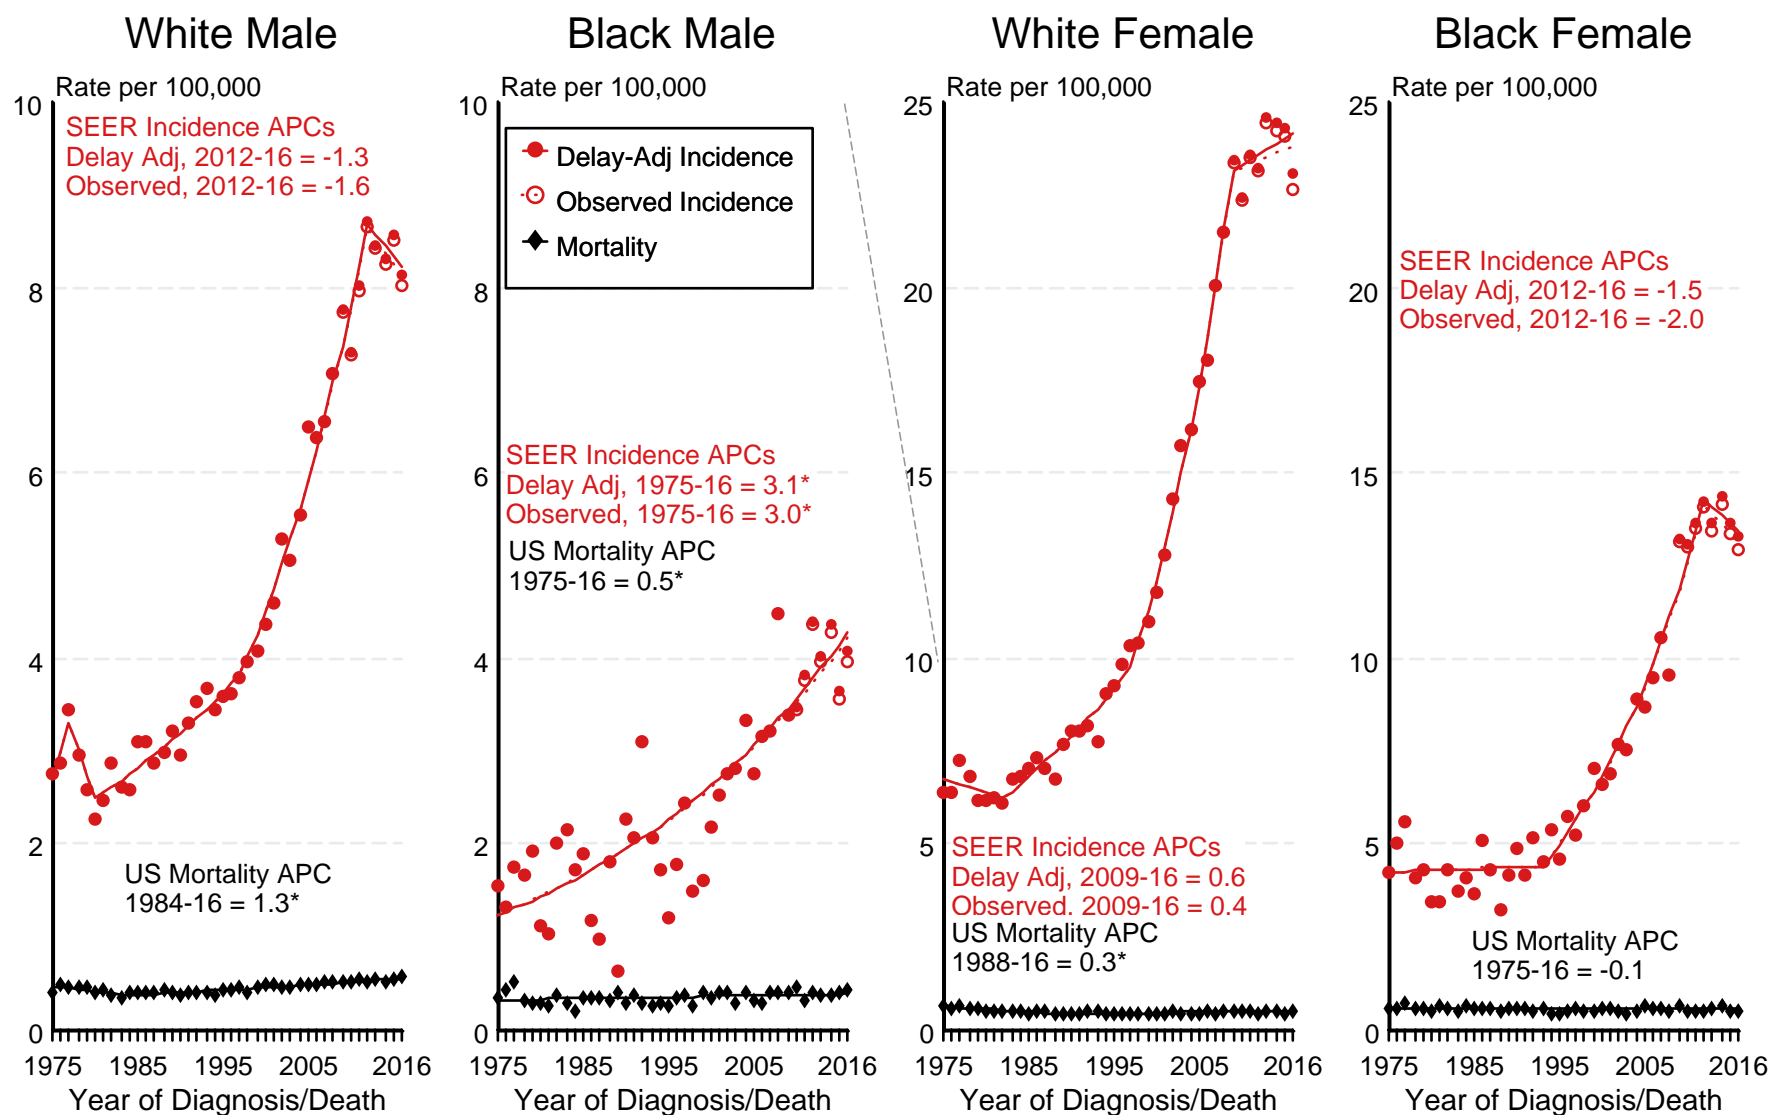 White Male
Rate per 100,000
10
8
6
4
2
0
SEER Incidence APCs
Delay Adj, 2012-16 = -1.3
Observed, 2012-16 = -1.6
US Mortality APC
1984-16 = 1.3*
1975 1985 1995 2005 2016
Year of Diagnosis/Death
Black Male
Rate per 100,000
10
8
6
4
2
0
Delay-Adj Incidence
Observed Incidence
Mortality
SEER Incidence APCs
Delay Adj, 1975-16 = 3.1*
Observed, 1975-16 = 3.0*
US Mortality APC
1975-16 = 0.5*
1975 1985 1995 2005 2016
Year of Diagnosis/Death
White Female
Rate per 100,000
25
20
15
10
5
0
SEER Incidence APCs
Delay Adj, 2009-16 = 0.6
Observed. 2009-16 = 0.4
US Mortality APC
1988-16 = 0.3*
1975 1985 1995 2005 2016
Year of Diagnosis/Death
Black Female
Rate per 100,000
25
20
15
10
5
0
SEER Incidence APCs
Delay Adj, 2012-16 = -1.5
Observed, 2012-16 = -2.0
US Mortality APC
1975-16 = -0.1
1975 1985 1995 2005 2016
Year of Diagnosis/Death